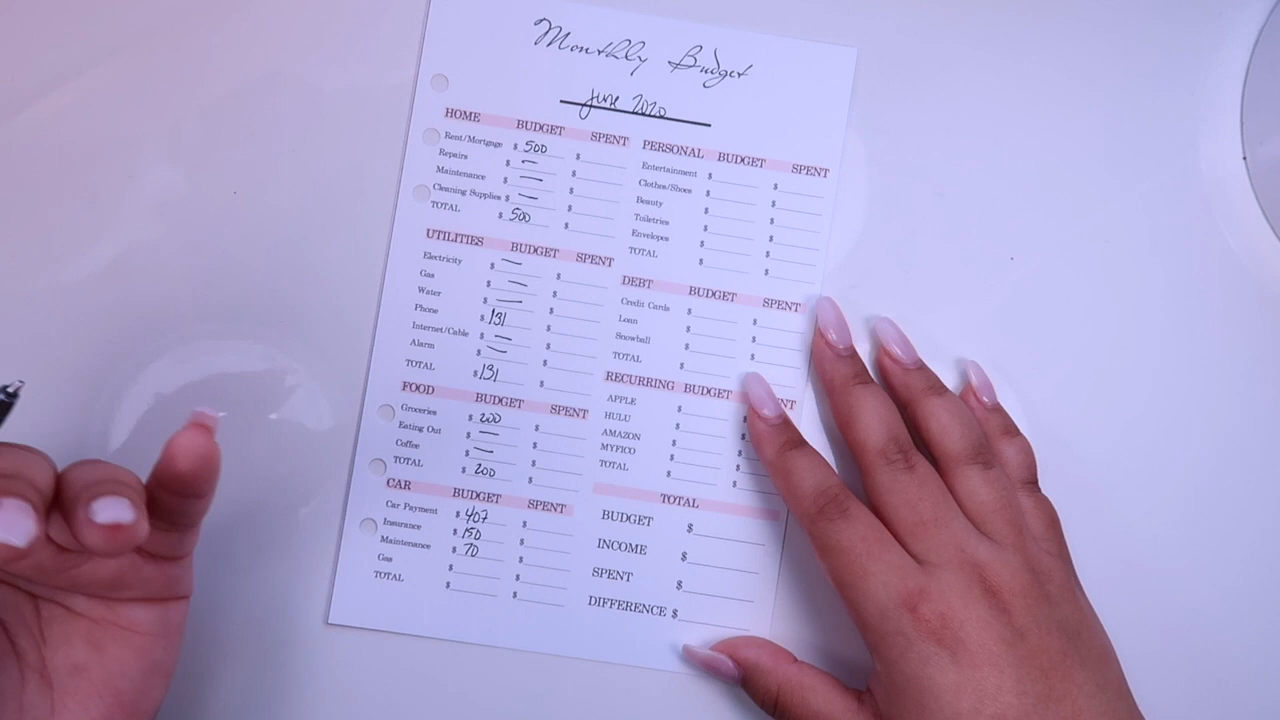 Monthly Budget
June 2020
HOME BUDGET SPENT
Rent/Mortgage $ 500 $
Repairs $ — $
Maintenance $ — $
Cleaning Supplies $ — $
TOTAL $ 500 $
UTILITIES BUDGET SPENT
Electricity $ — $
Gas $ — $
Water $ — $
Phone $ 131 $
Internet/Cable $ — $
Alarm $ — $
TOTAL $ 131 $
FOOD BUDGET SPENT
Groceries $ 200 $
Eating Out $ — $
Coffee $ — $
TOTAL $ 200 $
CAR BUDGET SPENT
Car Payment $ 407 $
Insurance $ 150 $
Maintenance $ 70 $
Gas $ $
TOTAL $ $
PERSONAL BUDGET SPENT
Entertainment $ $
Clothes/Shoes $ $
Beauty $ $
Toiletries $ $
Envelopes $ $
TOTAL $ $
DEBT BUDGET SPENT
Credit Cards $ $
Loan $ $
Snowball $ $
TOTAL $ $
RECURRING BUDGET
APPLE $ $
HULU $ $
AMAZON $ $
MYFICO $ $
TOTAL $ $
TOTAL
BUDGET $
INCOME $
SPENT $
DIFFERENCE $